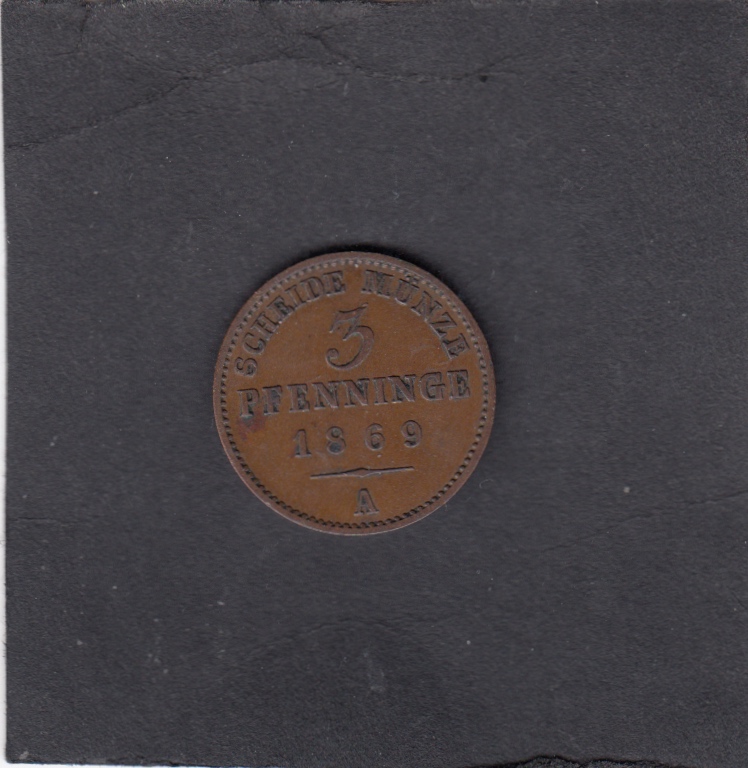 SCHEIDE MÜNZE
3
PFENNINGE
1869
A